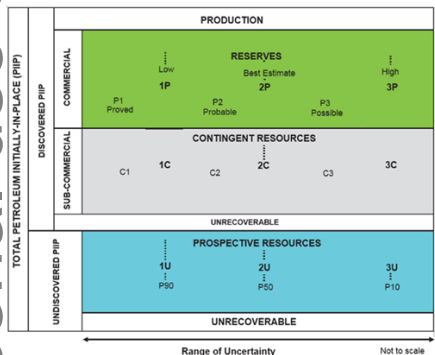 PRODUCTION
TOTAL PETROLEUM INITIALLY-IN-PLACE (PIIP)
DISCOVERED PIIP
COMMERCIAL
RESERVES
Low
Best Estimate
High
1P
2P
3P
P1
Proved
P2
Probable
P3
Possible
SUB-COMMERCIAL
CONTINGENT RESOURCES
C1
1C
C2
2C
C3
3C
UNRECOVERABLE
UNDISCOVERED PIIP
PROSPECTIVE RESOURCES
1U
2U
3U
P90
P50
P10
UNRECOVERABLE
Range of Uncertainty
Not to scale